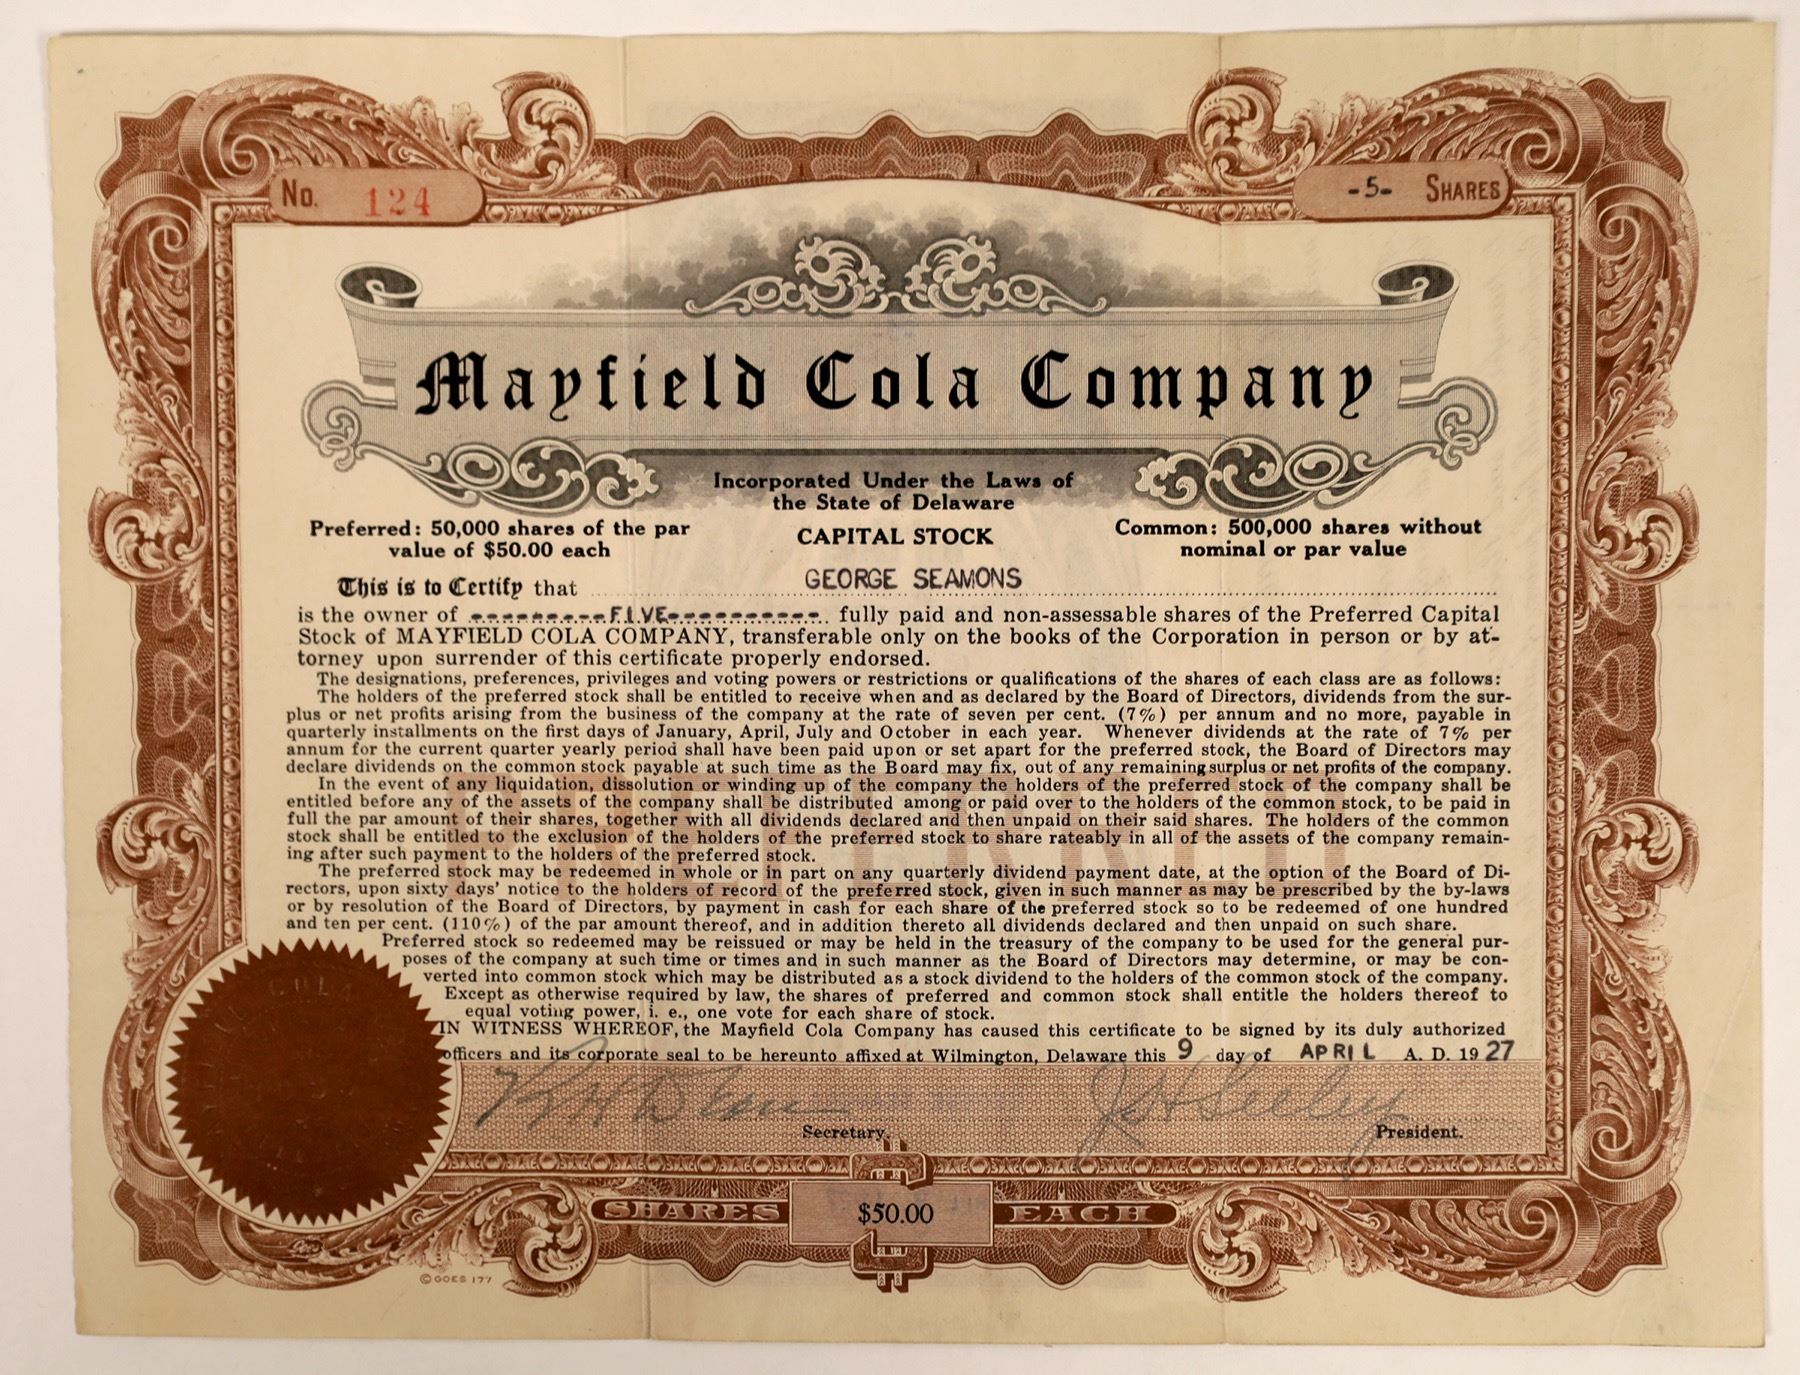 No. 124
-5- SHARES
Mayfield Cola Company
Incorporated Under the Laws of
the State of Delaware
Preferred: 50,000 shares of the par
value of $50.00 each
CAPITAL STOCK
Common: 500,000 shares without
nominal or par value
This is to Certify that GEORGE SEAMONS
is the owner of ----------FIVE----------- fully paid and non-assessable shares of the Preferred Capital
Stock of MAYFIELD COLA COMPANY, transferable only on the books of the Corporation in person or by at-
torney upon surrender of this certificate properly endorsed.
The designations, preferences, privileges and voting powers or restrictions or qualifications of the shares of each class are as follows:
The holders of the preferred stock shall be entitled to receive when and as declared by the Board of Directors, dividends from the sur-
plus or net profits arising from the business of the company at the rate of seven per cent. (7%) per annum and no more, payable in
quarterly installments on the first days of January, April, July and October in each year. Whenever dividends at the rate of 7% per
annum for the current quarter yearly period shall have been paid upon or set apart for the preferred stock, the Board of Directors may
declare dividends on the common stock payable at such time as the Board may fix, out of any remaining surplus or net profits of the company.
In the event of any liquidation, dissolution or winding up of the company the holders of the preferred stock of the company shall be
entitled before any of the assets of the company shall be distributed among or paid over to the holders of the common stock, to be paid in
full the par amount of their shares, together with all dividends declared and then unpaid on their said shares. The holders of the common
stock shall be entitled to the exclusion of the holders of the preferred stock to share rateably in all of the assets of the company remain-
ing after such payment to the holders of the preferred stock.
The preferred stock may be redeemed in whole or in part on any quarterly dividend payment date, at the option of the Board of Di-
rectors, upon sixty days' notice to the holders of record of the preferred stock, given in such manner as may be prescribed by the by-laws
or by resolution of the Board of Directors, by payment in cash for each share of the preferred stock so to be redeemed of one hundred
and ten per cent. (110%) of the par amount thereof, and in addition thereto all dividends declared and then unpaid on such share.
Preferred stock so redeemed may be reissued or may be held in the treasury of the company to be used for the general pur-
poses of the company at such time or times and in such manner as the Board of Directors may determine, or may be con-
verted into common stock which may be distributed as a stock dividend to the holders of the common stock of the company.
Except as otherwise required by law, the shares of preferred and common stock shall entitle the holders thereof to
equal voting power, i. e., one vote for each share of stock.
IN WITNESS WHEREOF, the Mayfield Cola Company has caused this certificate to be signed by its duly authorized
officers and its corporate seal to be hereunto affixed at Wilmington, Delaware this 9 day of APRIL A. D. 1927
PREFERRED
COLA
J H Seeley
Secretary.
President.
SHARES $50.00 EACH
© GOES 177